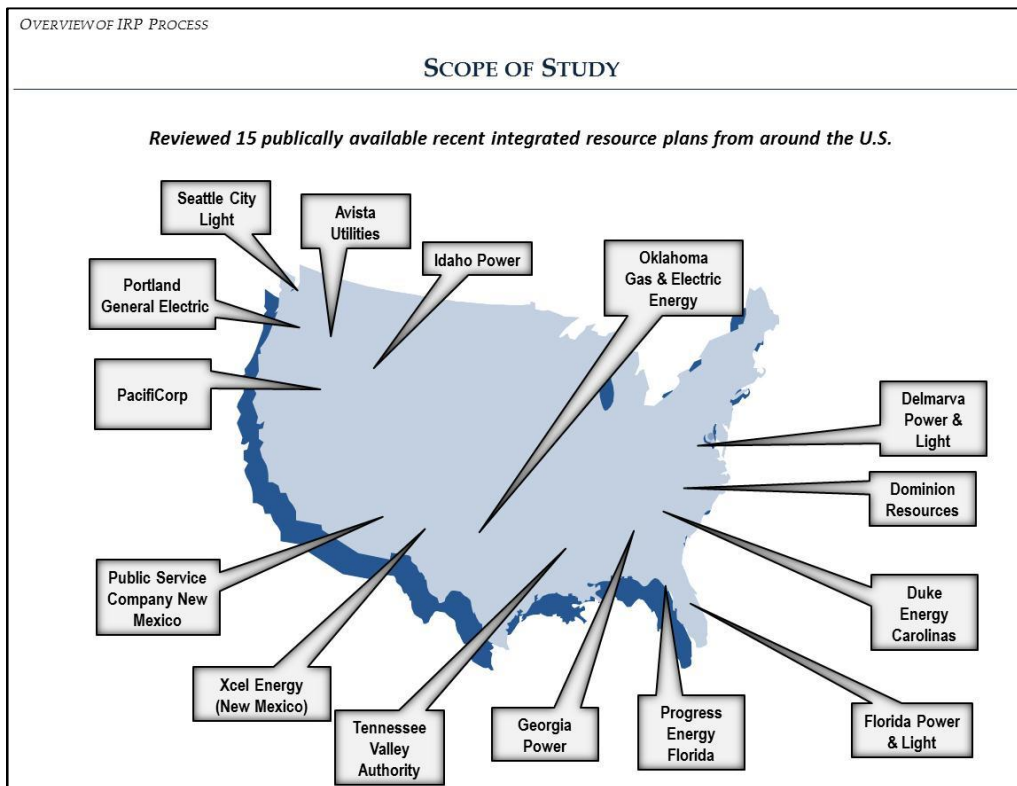 OVERVIEW OF IRP PROCESS
SCOPE OF STUDY
Reviewed 15 publically available recent integrated resource plans from around the U.S.
Seattle City
Light
Avista
Utilities
Idaho Power
Oklahoma
Gas & Electric
Energy
Portland
General Electric
PacifiCorp
Delmarva
Power &
Light
Dominion
Resources
Public Service
Company New
Mexico
Duke
Energy
Carolinas
Xcel Energy
(New Mexico)
Tennessee
Valley
Authority
Georgia
Power
Progress
Energy
Florida
Florida Power
& Light